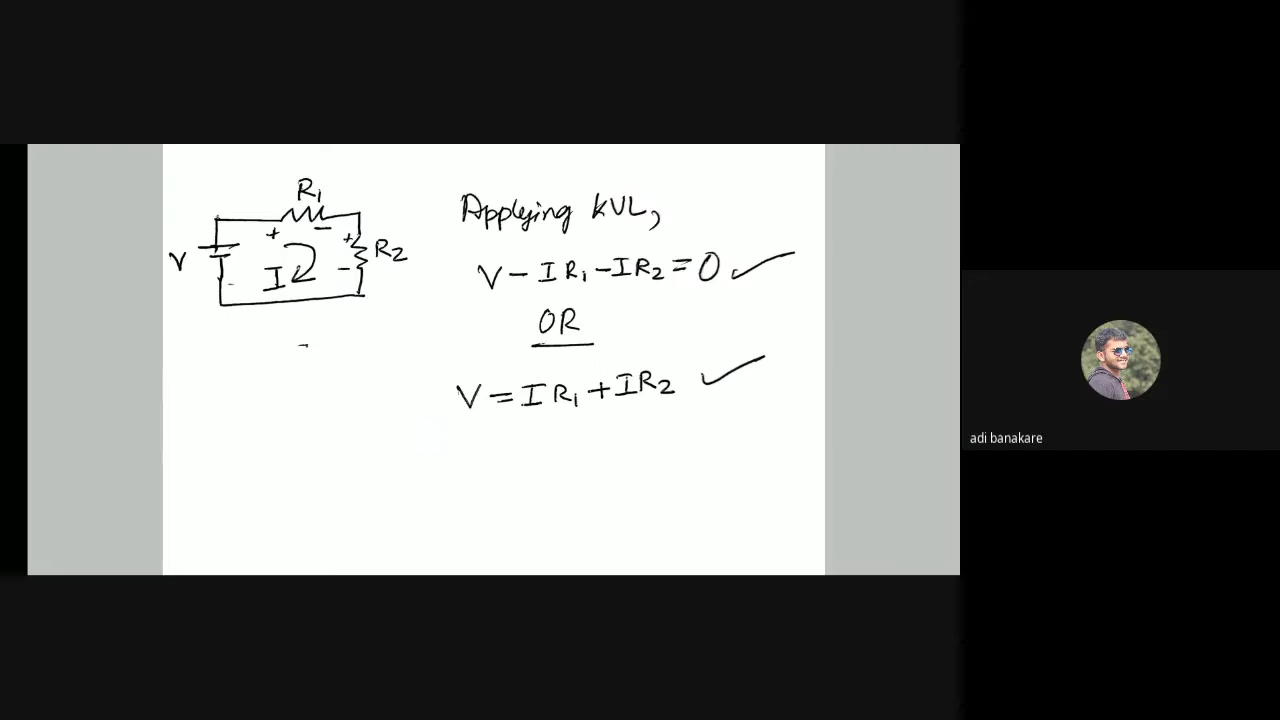 R1
+ -
V
I
+
-
R2
Applying KVL,
V - IR1 - IR2 = 0 ✓
OR
V = IR1 + IR2 ✓
adi banakare